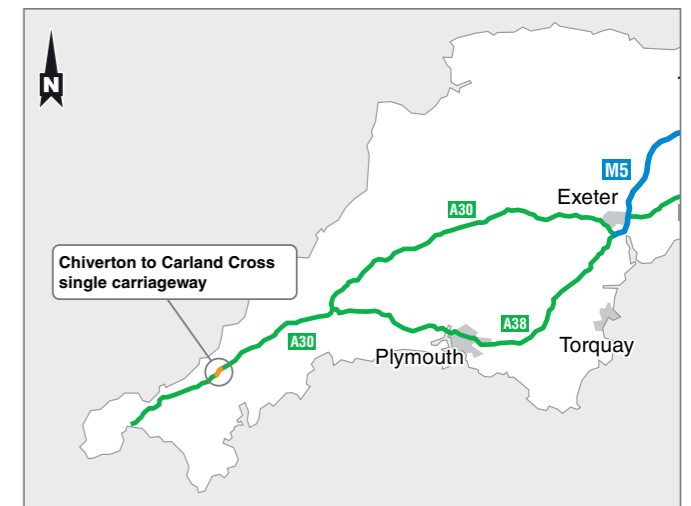 N
M5
Exeter
A30
Chiverton to Carland Cross
single carriageway
A30
A38
Plymouth
Torquay